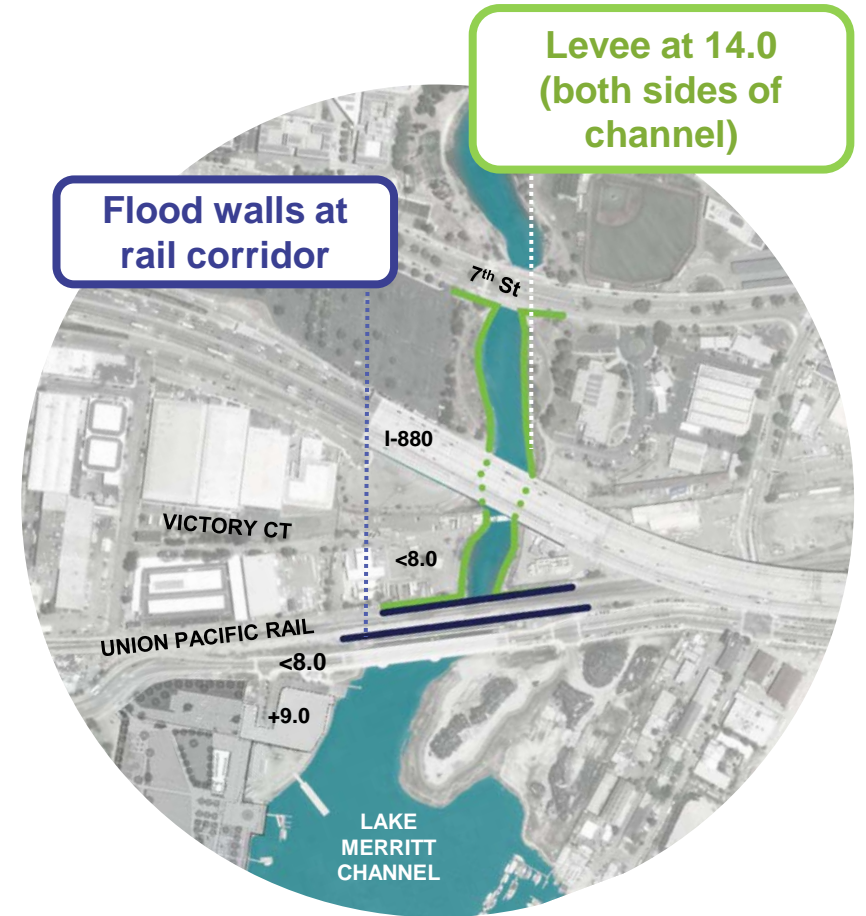 Levee at 14.0
(both sides of
channel)
Flood walls at
rail corridor
7th St
I-880
VICTORY CT
<8.0
UNION PACIFIC RAIL
<8.0
+9.0
LAKE
MERRITT
CHANNEL